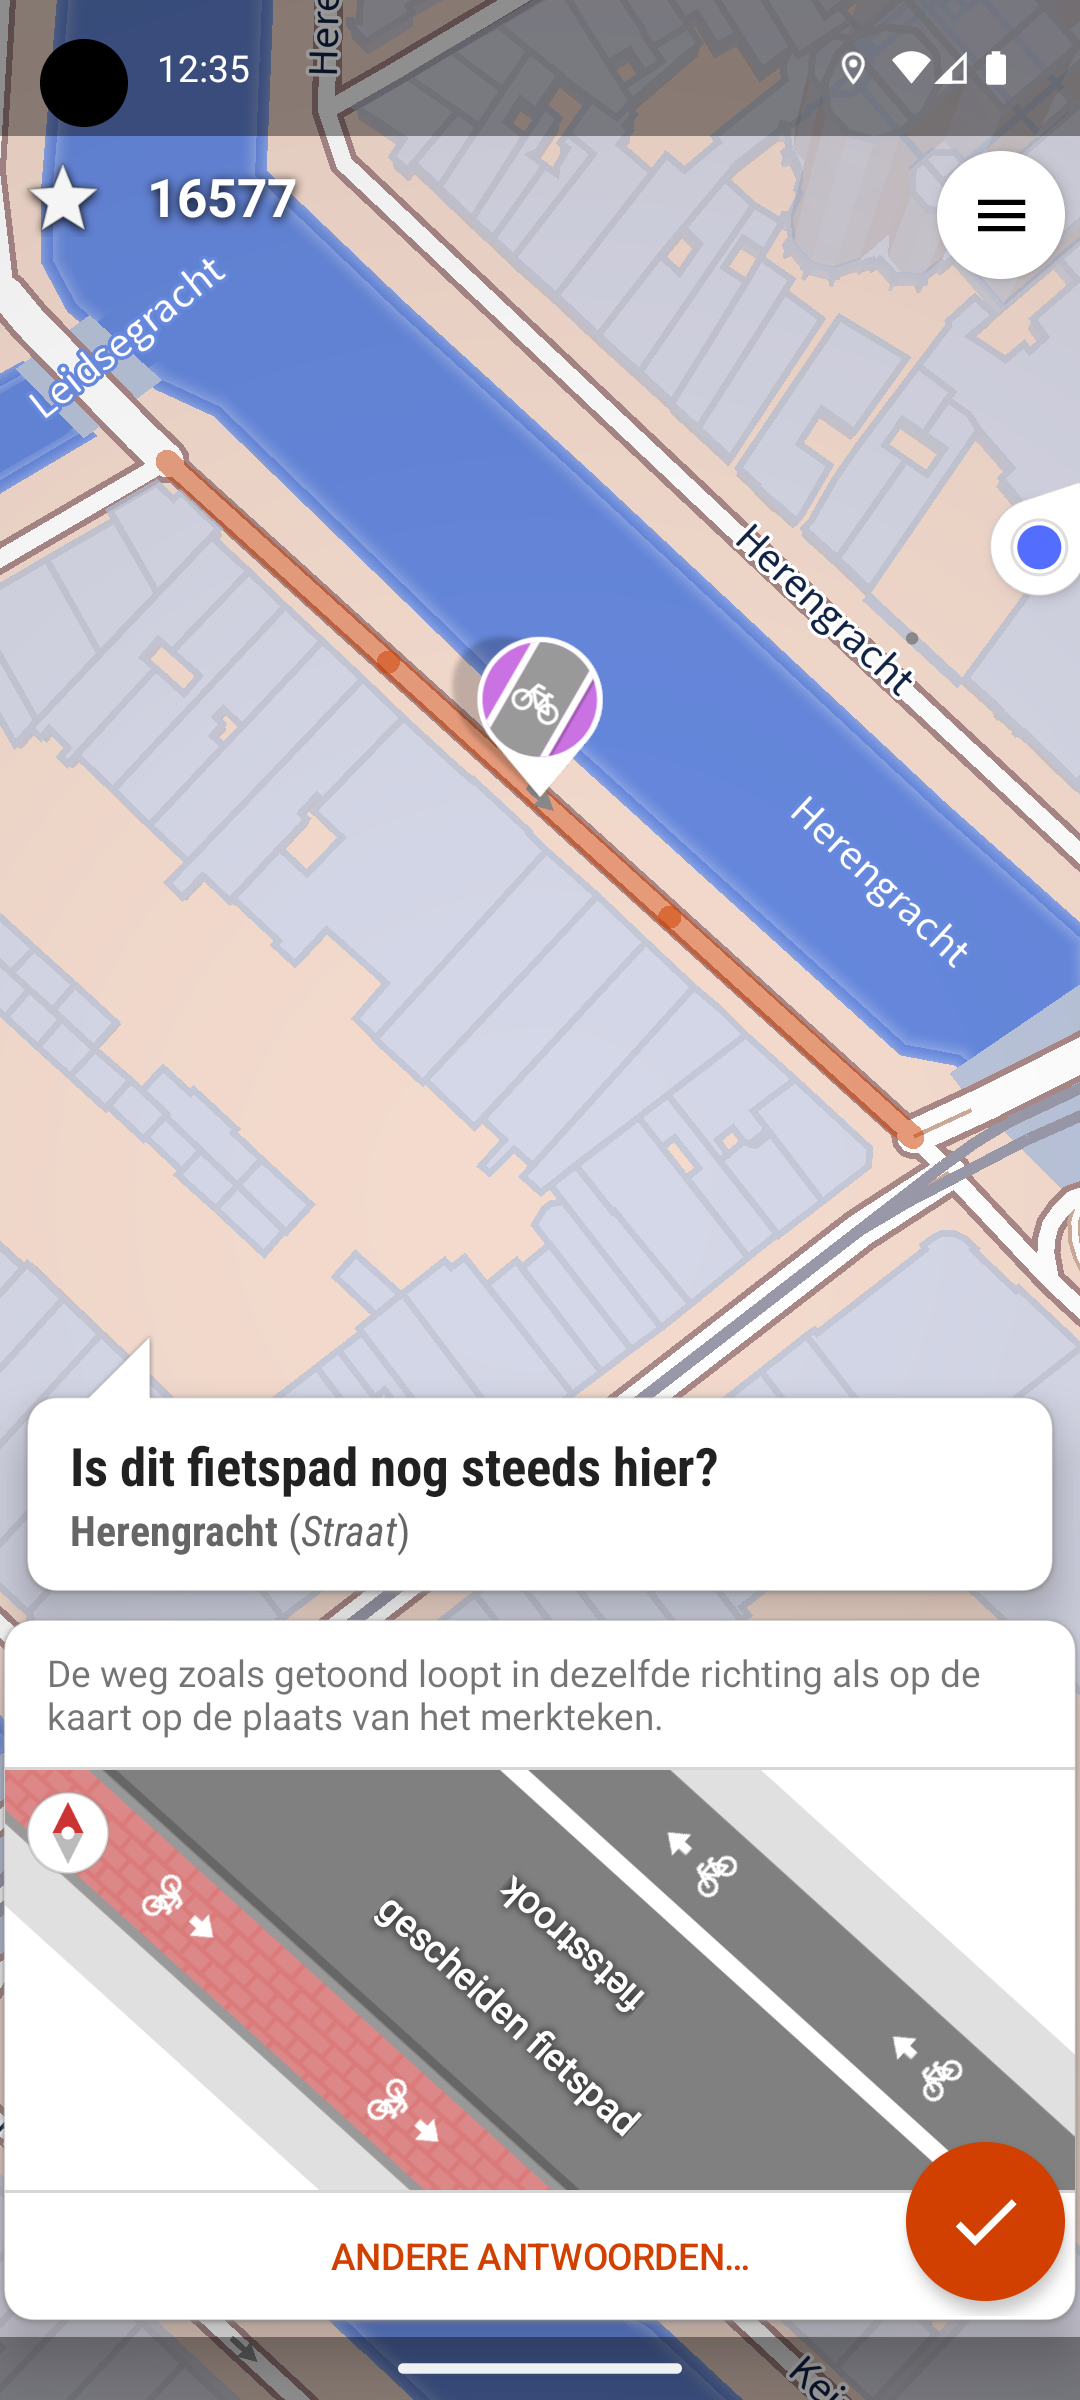 Here
12:35
16577
Leidsegracht
Herengracht
Herengracht
Is dit fietspad nog steeds hier?
Herengracht (Straat)
De weg zoals getoond loopt in dezelfde richting als op de
kaart op de plaats van het merkteken.
fietsstrook
gescheiden fietspad
ANDERE ANTWOORDEN...
Kei